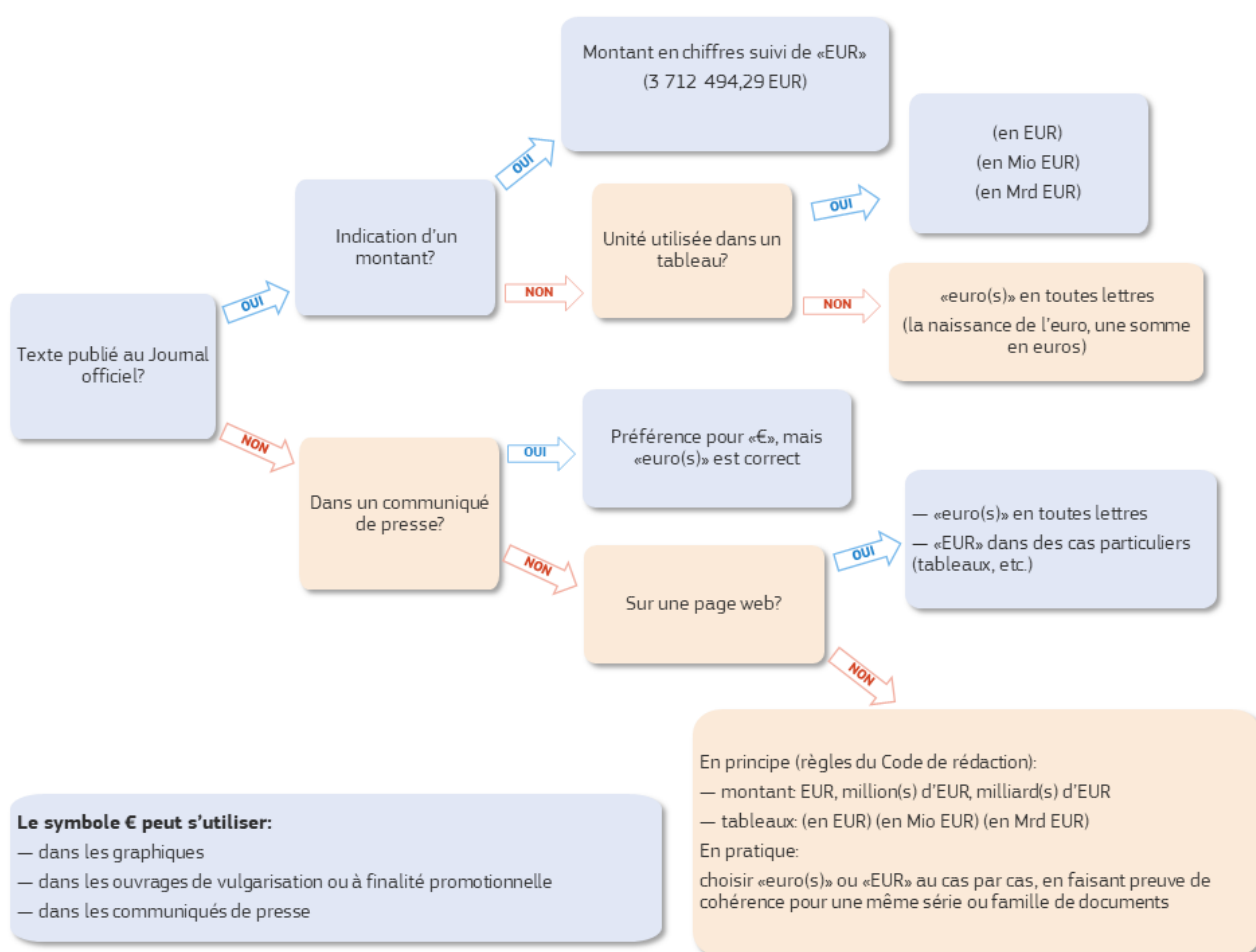 Montant en chiffres suivi de «EUR»
(3 712 494,29 EUR)
(en EUR)
(en Mio EUR)
(en Mrd EUR)
OUI
Indication d'un
montant?
Unité utilisée dans un
tableau?
OUI
NON
OUI
NON
«euro(s)» en toutes lettres
(la naissance de l'euro, une somme
en euros)
Texte publié au Journal
officiel?
NON
Dans un communiqué
de presse?
OUI
Préférence pour «€», mais
«euro(s)» est correct
NON
Sur une page web?
OUI
— «euro(s)» en toutes lettres
— «EUR» dans des cas particuliers
(tableaux, etc.)
NON
En principe (règles du Code de rédaction):
— montant: EUR, million(s) d'EUR, milliard(s) d'EUR
— tableaux: (en EUR) (en Mio EUR) (en Mrd EUR)
En pratique:
choisir «euro(s)» ou «EUR» au cas par cas, en faisant preuve de
cohérence pour une même série ou famille de documents
Le symbole € peut s'utiliser:
— dans les graphiques
— dans les ouvrages de vulgarisation ou à finalité promotionnelle
— dans les communiqués de presse